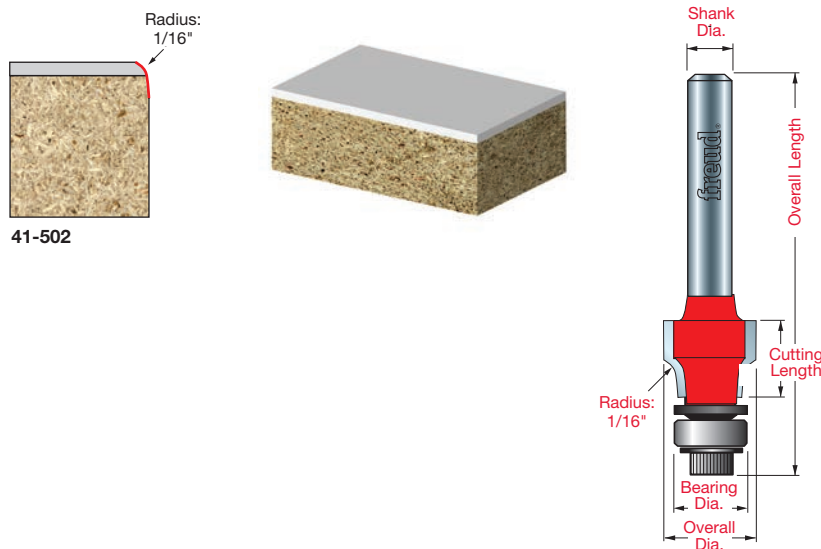 Radius:
1/16"
41-502
Shank
Dia.
freud®
Overall Length
Cutting
Length
Radius:
1/16"
Bearing
Dia.
Overall
Dia.